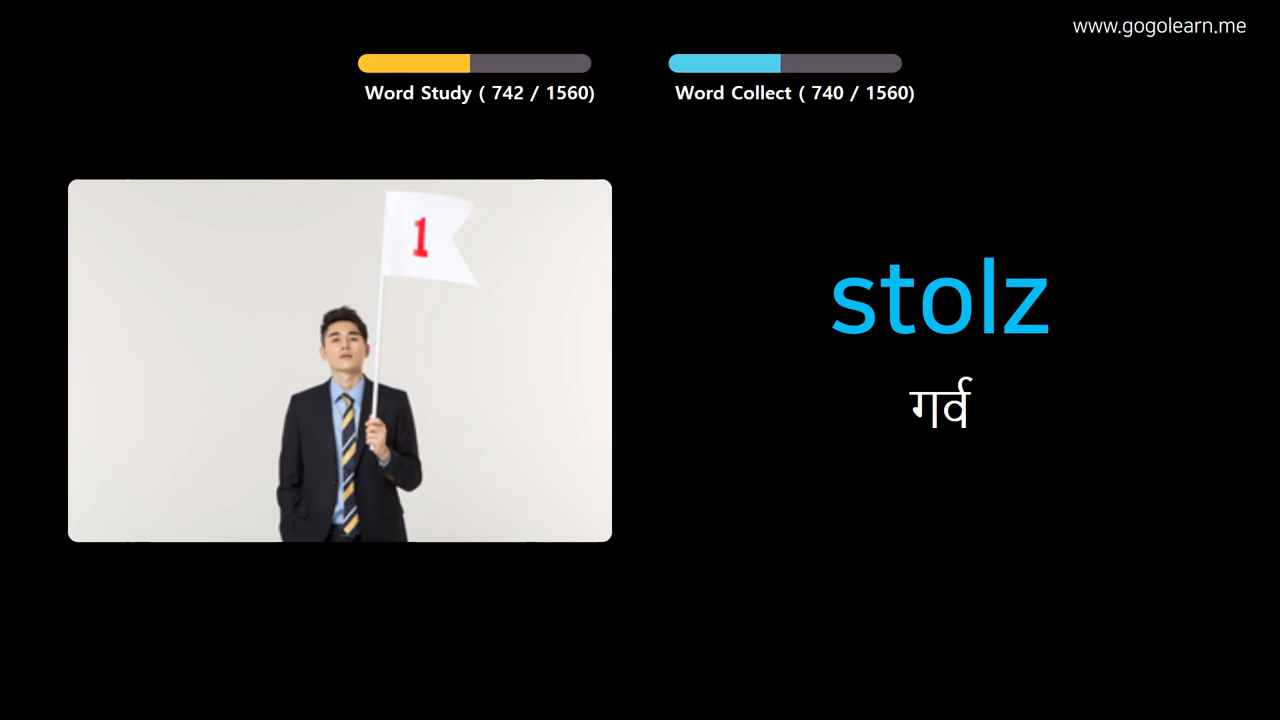 www.gogolearn.me
Word Study ( 742 / 1560)
Word Collect ( 740 / 1560)
1
stolz
गर्व